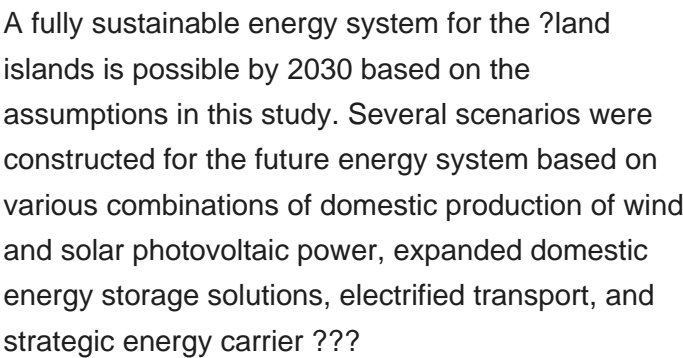 A fully sustainable energy system for the ?land
islands is possible by 2030 based on the
assumptions in this study. Several scenarios were
constructed for the future energy system based on
various combinations of domestic production of wind
and solar photovoltaic power, expanded domestic
energy storage solutions, electrified transport, and
strategic energy carrier ???